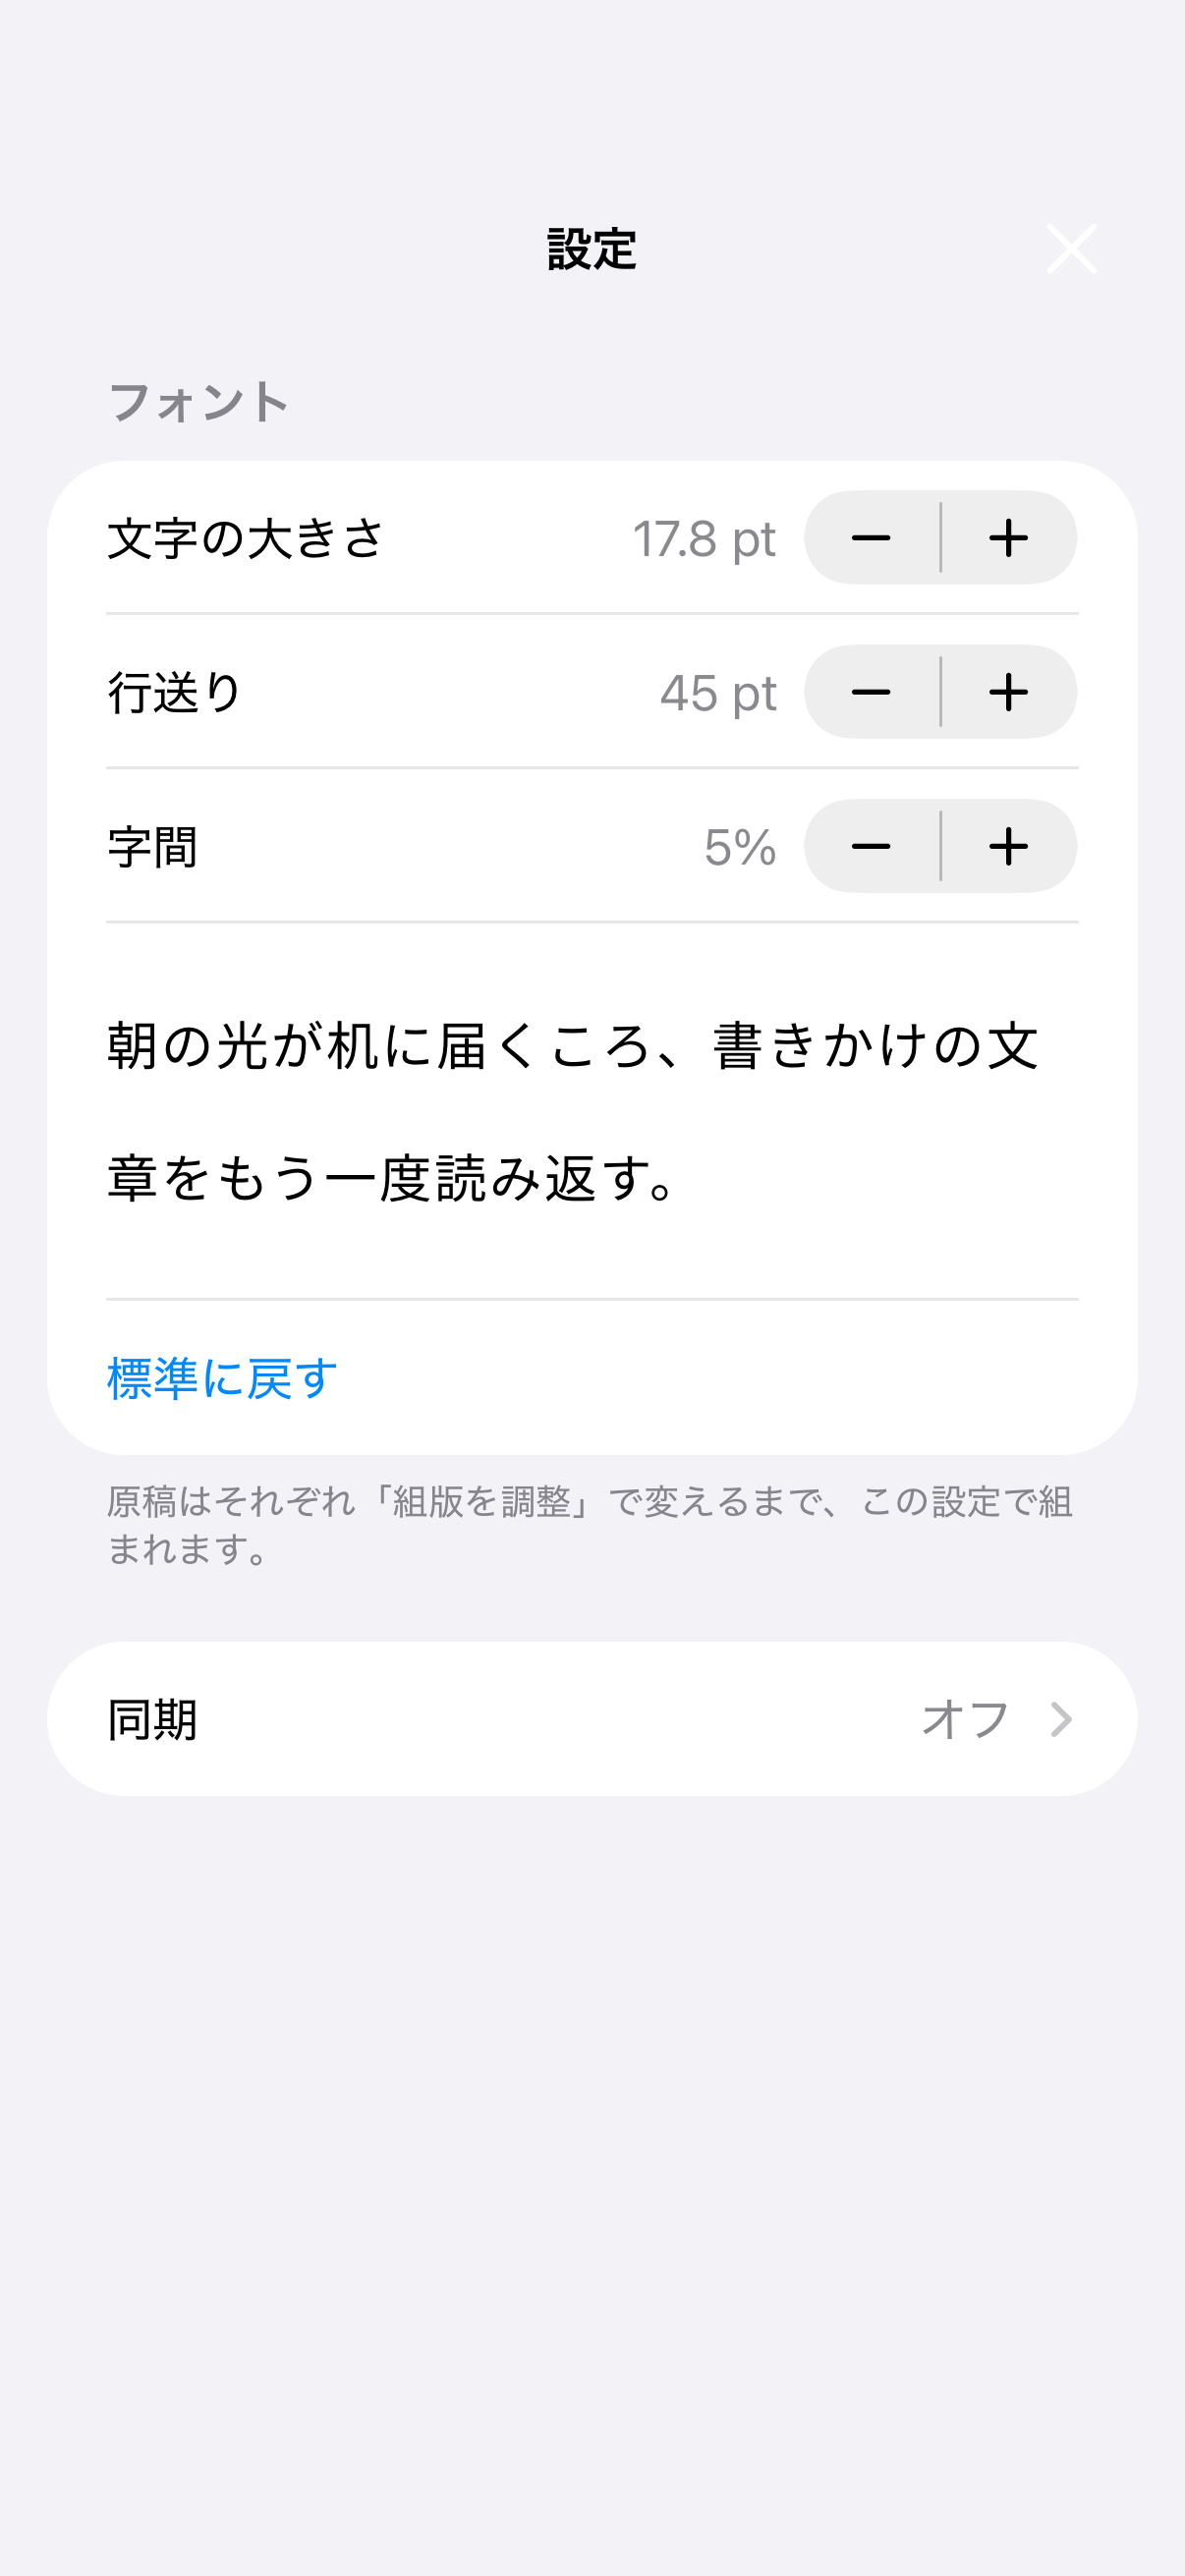 設定
フォント
文字の大きさ 17.8 pt
行送り 45 pt
字間 5%
朝の光が机に届くころ、書きかけの文
章をもう一度読み返す。
標準に戻す
原稿はそれぞれ「組版を調整」で変えるまで、この設定で組
まれます。
同期 オフ